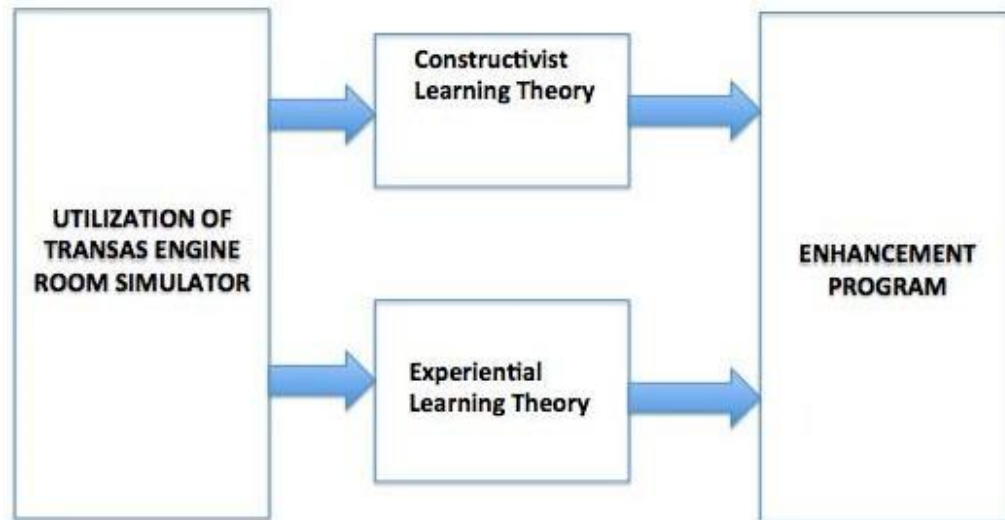 UTILIZATION OF
TRANSAS ENGINE
ROOM SIMULATOR
Constructivist
Learning Theory
Experiential
Learning Theory
ENHANCEMENT
PROGRAM